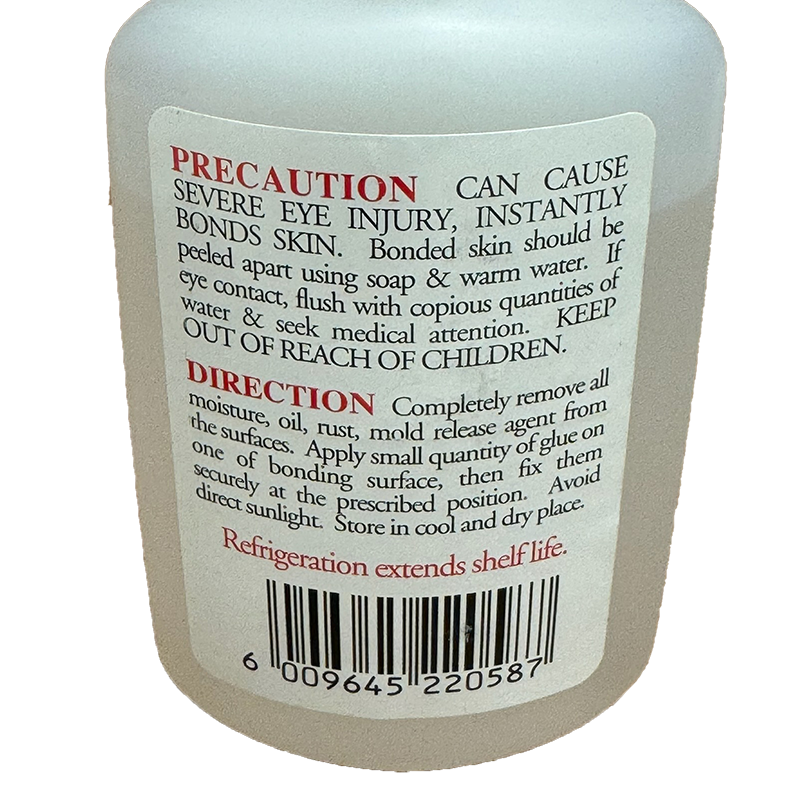 PRECAUTION CAN CAUSE
SEVERE EYE INJURY, INSTANTLY
BONDS SKIN. Bonded skin should be
peeled apart using soap & warm water. If
eye contact, flush with copious quantities of
water & seek medical attention. KEEP
OUT OF REACH OF CHILDREN.
DIRECTION Completely remove all
moisture, oil, rust, mold release agent from
the surfaces. Apply small quantity of glue on
one of bonding surface, then fix them
securely at the prescribed position. Avoid
direct sunlight. Store in cool and dry place.
Refrigeration extends shelf life.
6 009645 220587